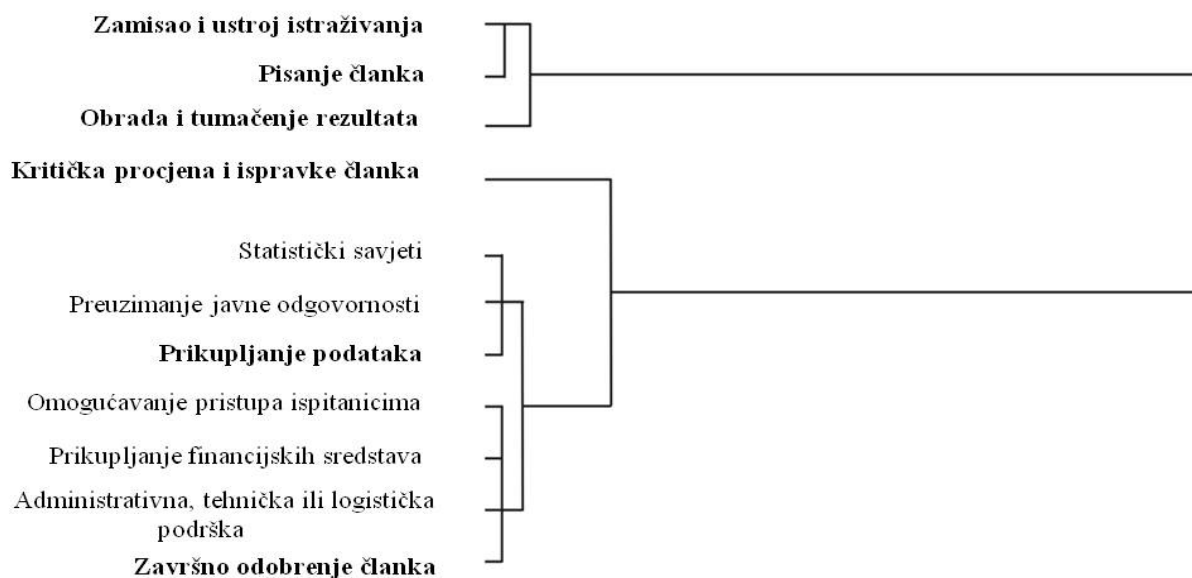 Zamisao i ustroj istraživanja
Pisanje članka
Obrada i tumačenje rezultata
Kritička procjena i ispravke članka
Statistički savjeti
Preuzimanje javne odgovornosti
Prikupljanje podataka
Omogućavanje pristupa ispitanicima
Prikupljanje financijskih sredstava
Administrativna, tehnička ili logistička
podrška
Završno odobrenje članka